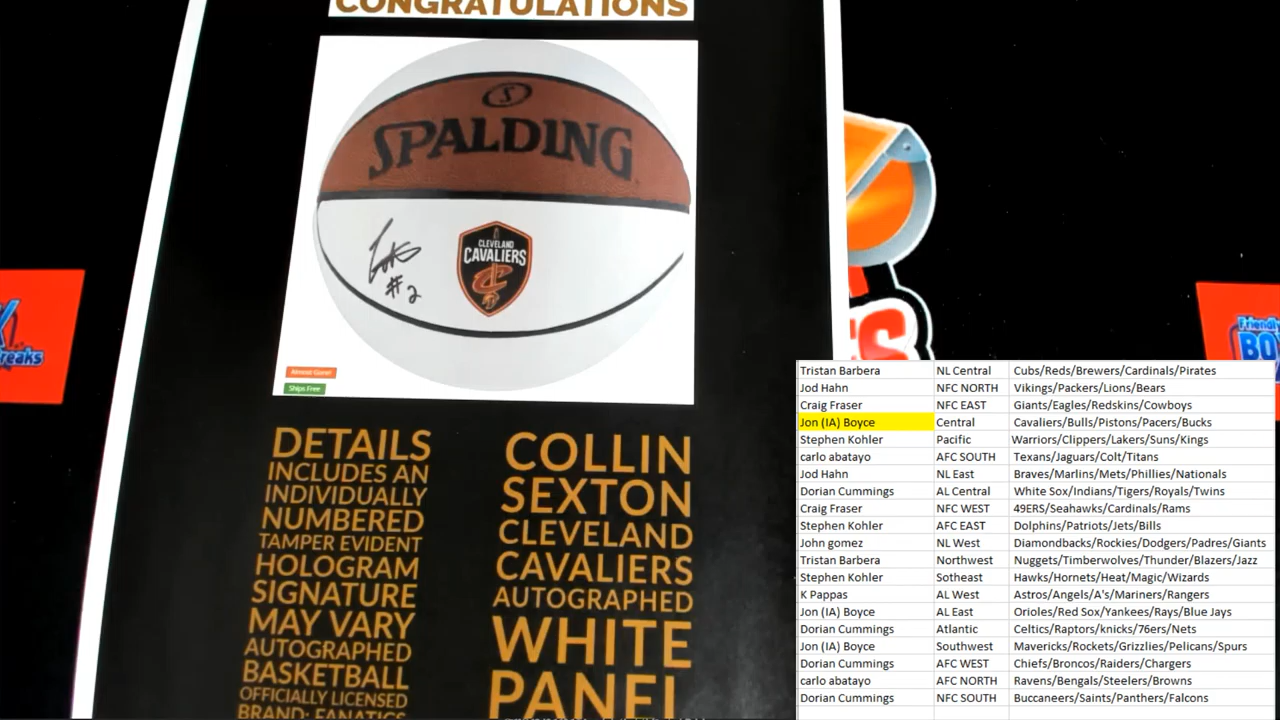 CONGRATULATIONS
S
SPALDING
CLEVELAND
CAVALIERS
C
#2
Almost Gone!
Ships Free
DETAILS
INCLUDES AN
INDIVIDUALLY
NUMBERED
TAMPER EVIDENT
HOLOGRAM
SIGNATURE
MAY VARY
AUTOGRAPHED
BASKETBALL
OFFICIALLY LICENSED
BRAND: FANATICS
COLLIN
SEXTON
CLEVELAND
CAVALIERS
AUTOGRAPHED
WHITE
PANEL
Friendly
Tristan Barbera NL Central Cubs/Reds/Brewers/Cardinals/Pirates
Jod Hahn NFC NORTH Vikings/Packers/Lions/Bears
Craig Fraser NFC EAST Giants/Eagles/Redskins/Cowboys
Jon (IA) Boyce Central Cavaliers/Bulls/Pistons/Pacers/Bucks
Stephen Kohler Pacific Warriors/Clippers/Lakers/Suns/Kings
carlo abatayo AFC SOUTH Texans/Jaguars/Colt/Titans
Jod Hahn NL East Braves/Marlins/Mets/Phillies/Nationals
Dorian Cummings AL Central White Sox/Indians/Tigers/Royals/Twins
Craig Fraser NFC WEST 49ERS/Seahawks/Cardinals/Rams
Stephen Kohler AFC EAST Dolphins/Patriots/Jets/Bills
John gomez NL West Diamondbacks/Rockies/Dodgers/Padres/Giants
Tristan Barbera Northwest Nuggets/Timberwolves/Thunder/Blazers/Jazz
Stephen Kohler Sotheast Hawks/Hornets/Heat/Magic/Wizards
K Pappas AL West Astros/Angels/A's/Mariners/Rangers
Jon (IA) Boyce AL East Orioles/Red Sox/Yankees/Rays/Blue Jays
Dorian Cummings Atlantic Celtics/Raptors/knicks/76ers/Nets
Jon (IA) Boyce Southwest Mavericks/Rockets/Grizzlies/Pelicans/Spurs
Dorian Cummings AFC WEST Chiefs/Broncos/Raiders/Chargers
carlo abatayo AFC NORTH Ravens/Bengals/Steelers/Browns
Dorian Cummings NFC SOUTH Buccaneers/Saints/Panthers/Falcons